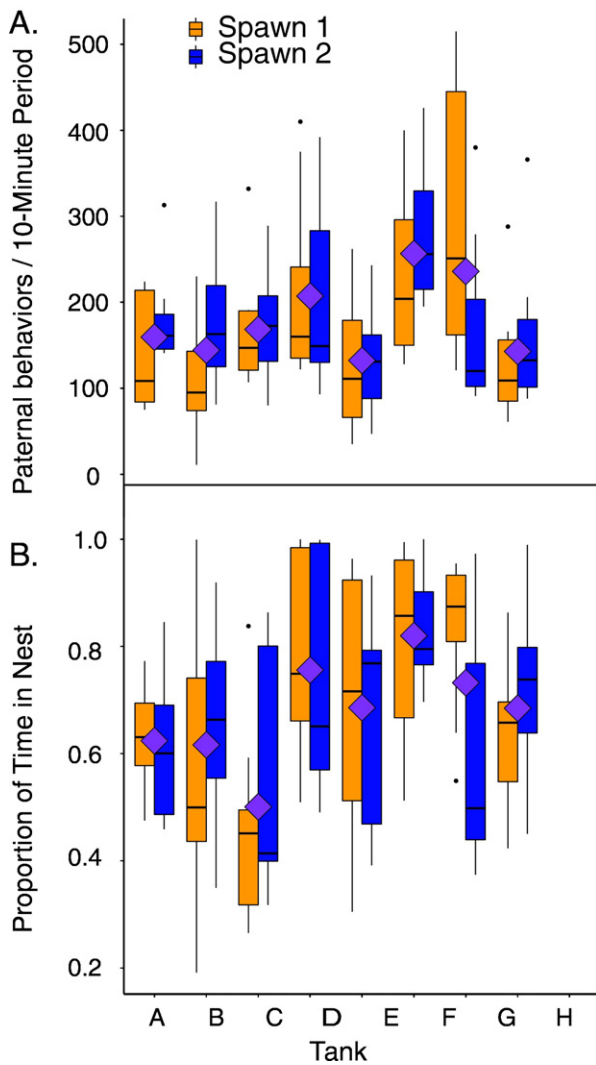 A.
Spawn 1
Spawn 2
Paternal behaviors / 10-Minute Period
500
400
300
200
100
0
B.
Proportion of Time in Nest
1.0
0.8
0.6
0.4
0.2
A B C D E F G H
Tank